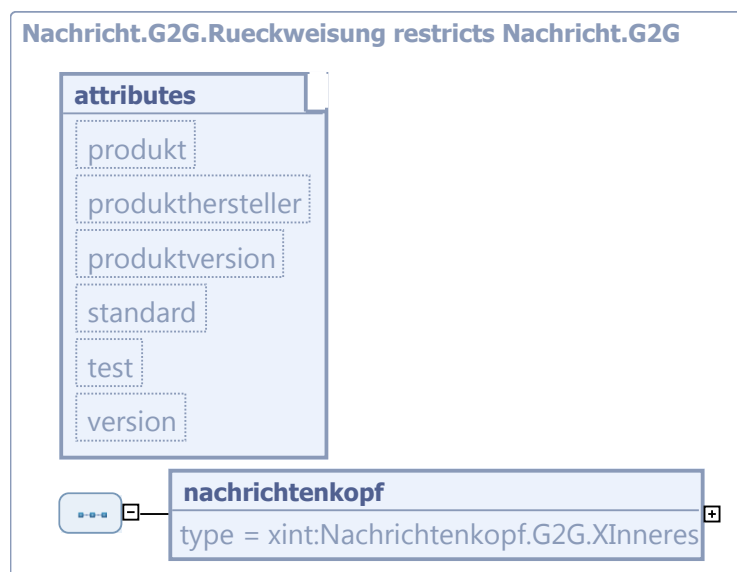 Nachricht.G2G.Rueckweisung restricts Nachricht.G2G
attributes
produkt
produkthersteller
produktversion
standard
test
version
nachrichtenkopf
type = xint:Nachrichtenkopf.G2G.XInneres